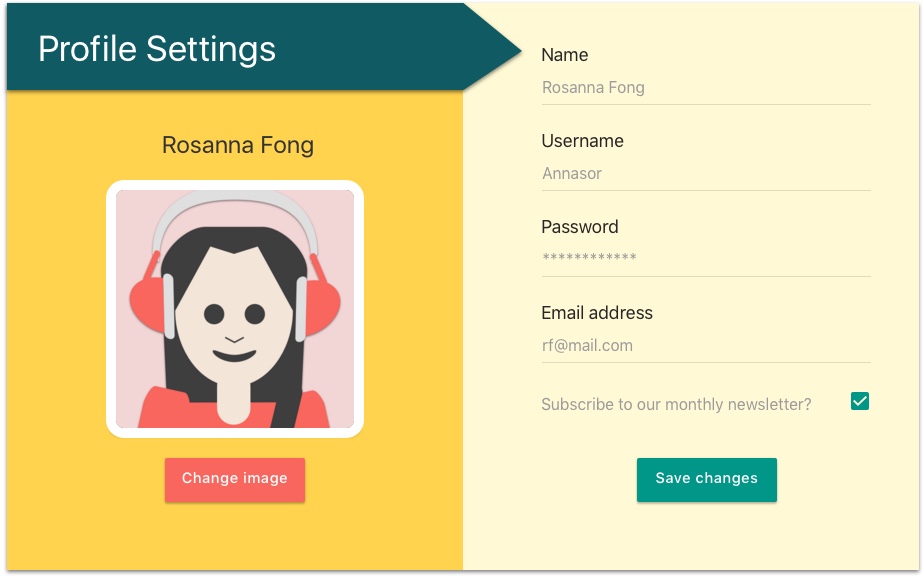 Profile Settings
Rosanna Fong
Change image
Name
Rosanna Fong
Username
Annasor
Password
************
Email address
rf@mail.com
Subscribe to our monthly newsletter?
Save changes